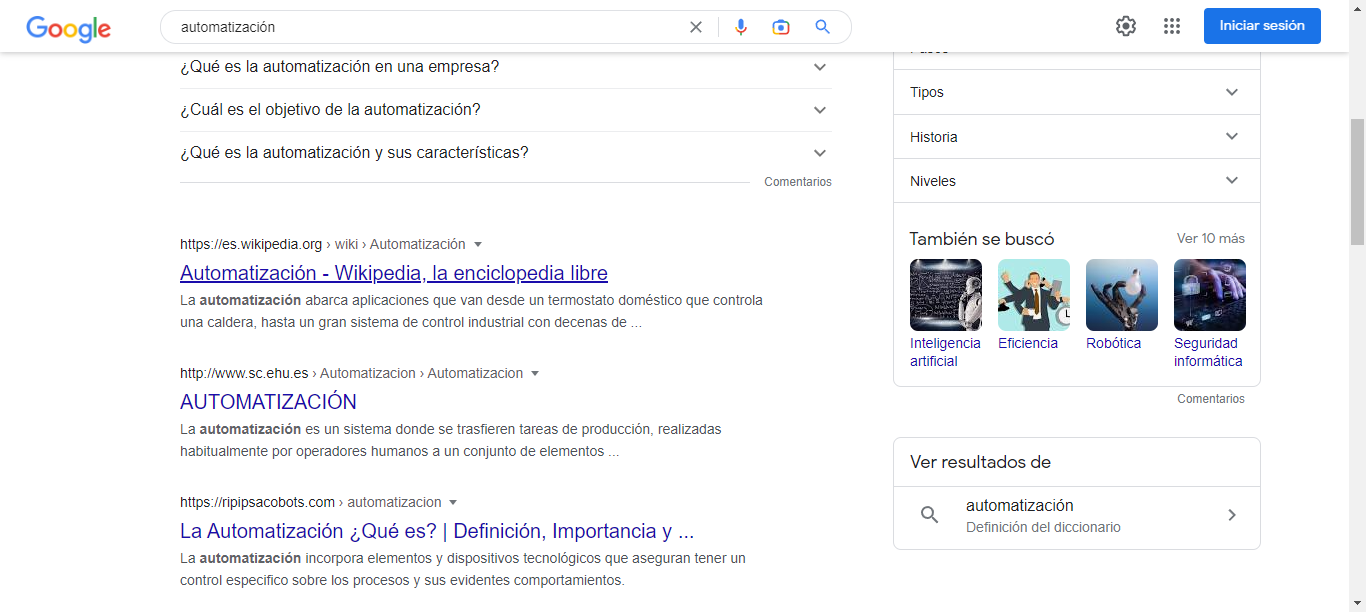 Google
automatización
Iniciar sesión
¿Qué es la automatización en una empresa?
¿Cuál es el objetivo de la automatización?
¿Qué es la automatización y sus características?
Comentarios
https://es.wikipedia.org › wiki › Automatización
Automatización - Wikipedia, la enciclopedia libre
La automatización abarca aplicaciones que van desde un termostato doméstico que controla
una caldera, hasta un gran sistema de control industrial con decenas de ...
http://www.sc.ehu.es › Automatizacion › Automatizacion
AUTOMATIZACIÓN
La automatización es un sistema donde se trasfieren tareas de producción, realizadas
habitualmente por operadores humanos a un conjunto de elementos ...
https://ripipsacobots.com › automatizacion
La Automatización ¿Qué es? | Definición, Importancia y ...
La automatización incorpora elementos y dispositivos tecnológicos que aseguran tener un
control especifico sobre los procesos y sus evidentes comportamientos.
Tipos
Historia
Niveles
También se buscó
Ver 10 más
Inteligencia
artificial
Eficiencia
Robótica
Seguridad
informática
Comentarios
Ver resultados de
automatización
Definición del diccionario